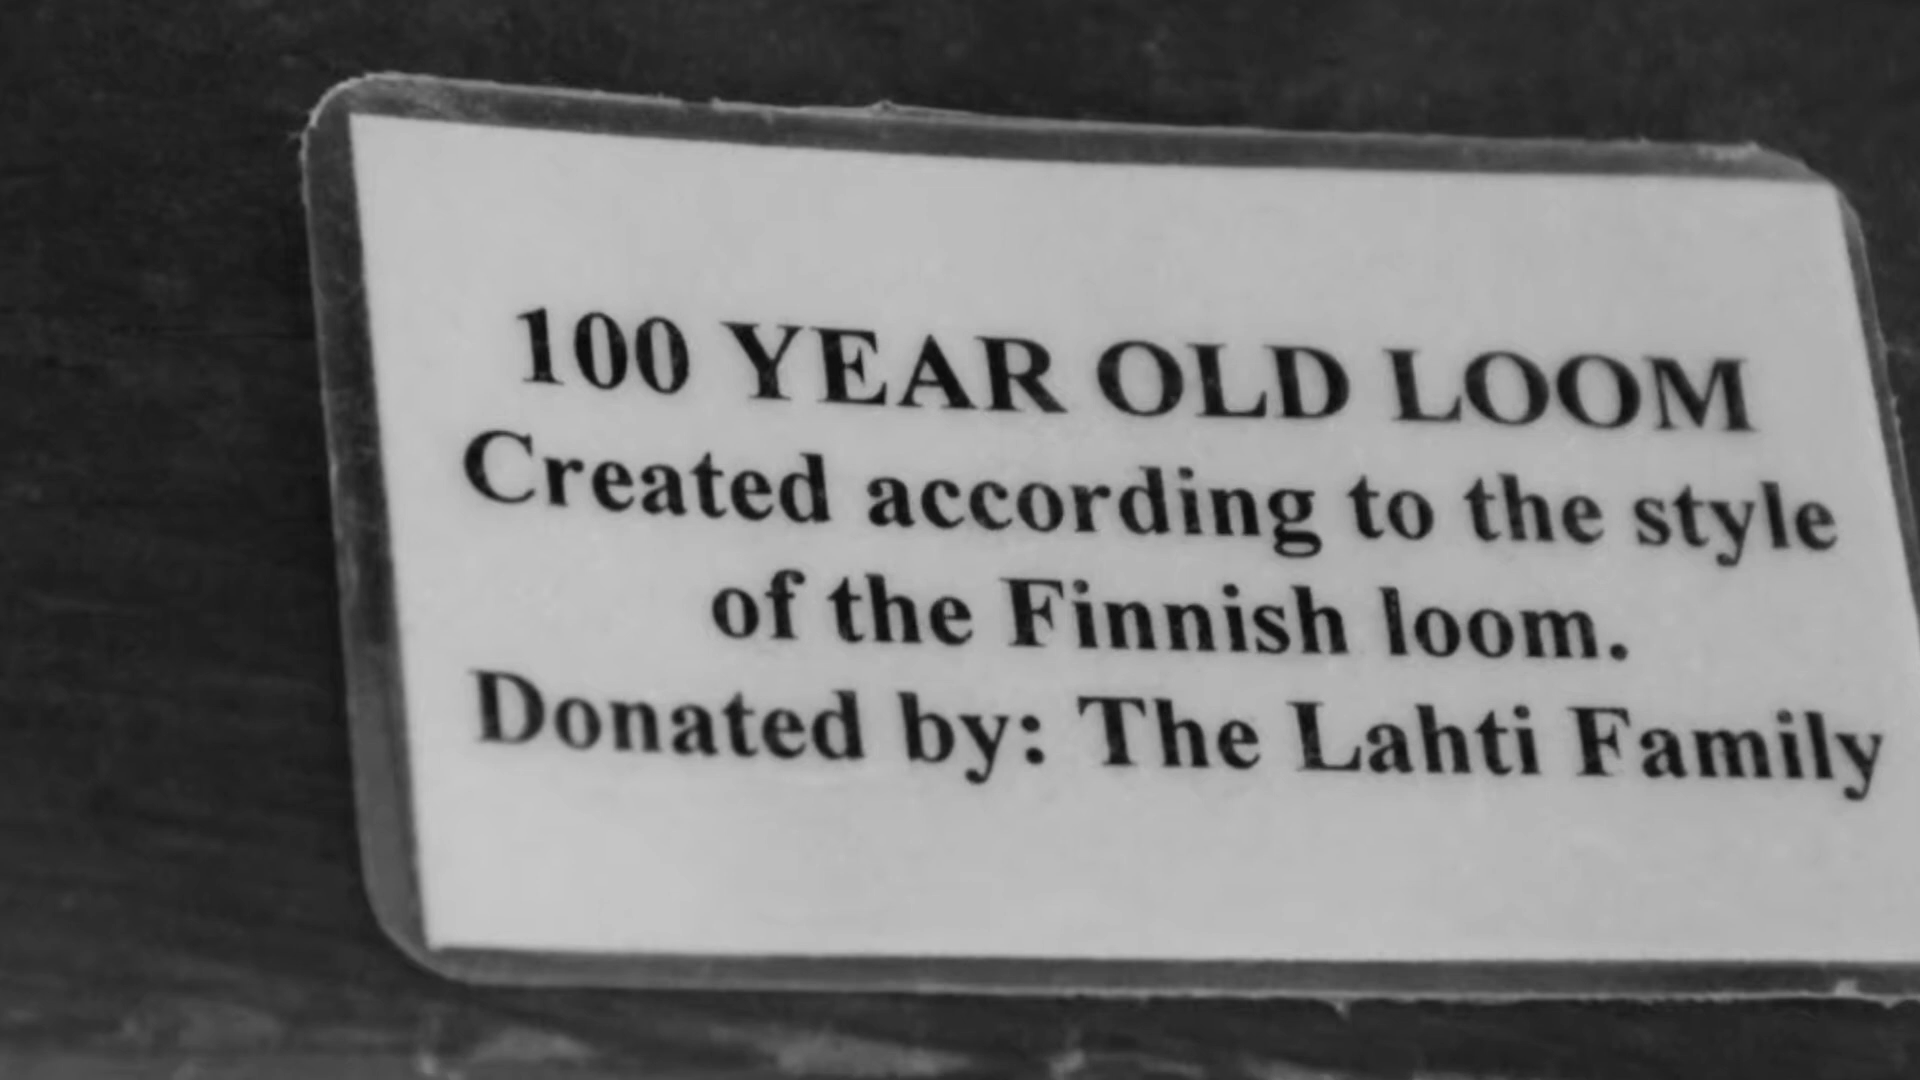 100 YEAR OLD LOOM
Created according to the style
of the Finnish loom.
Donated by: The Lahti Family